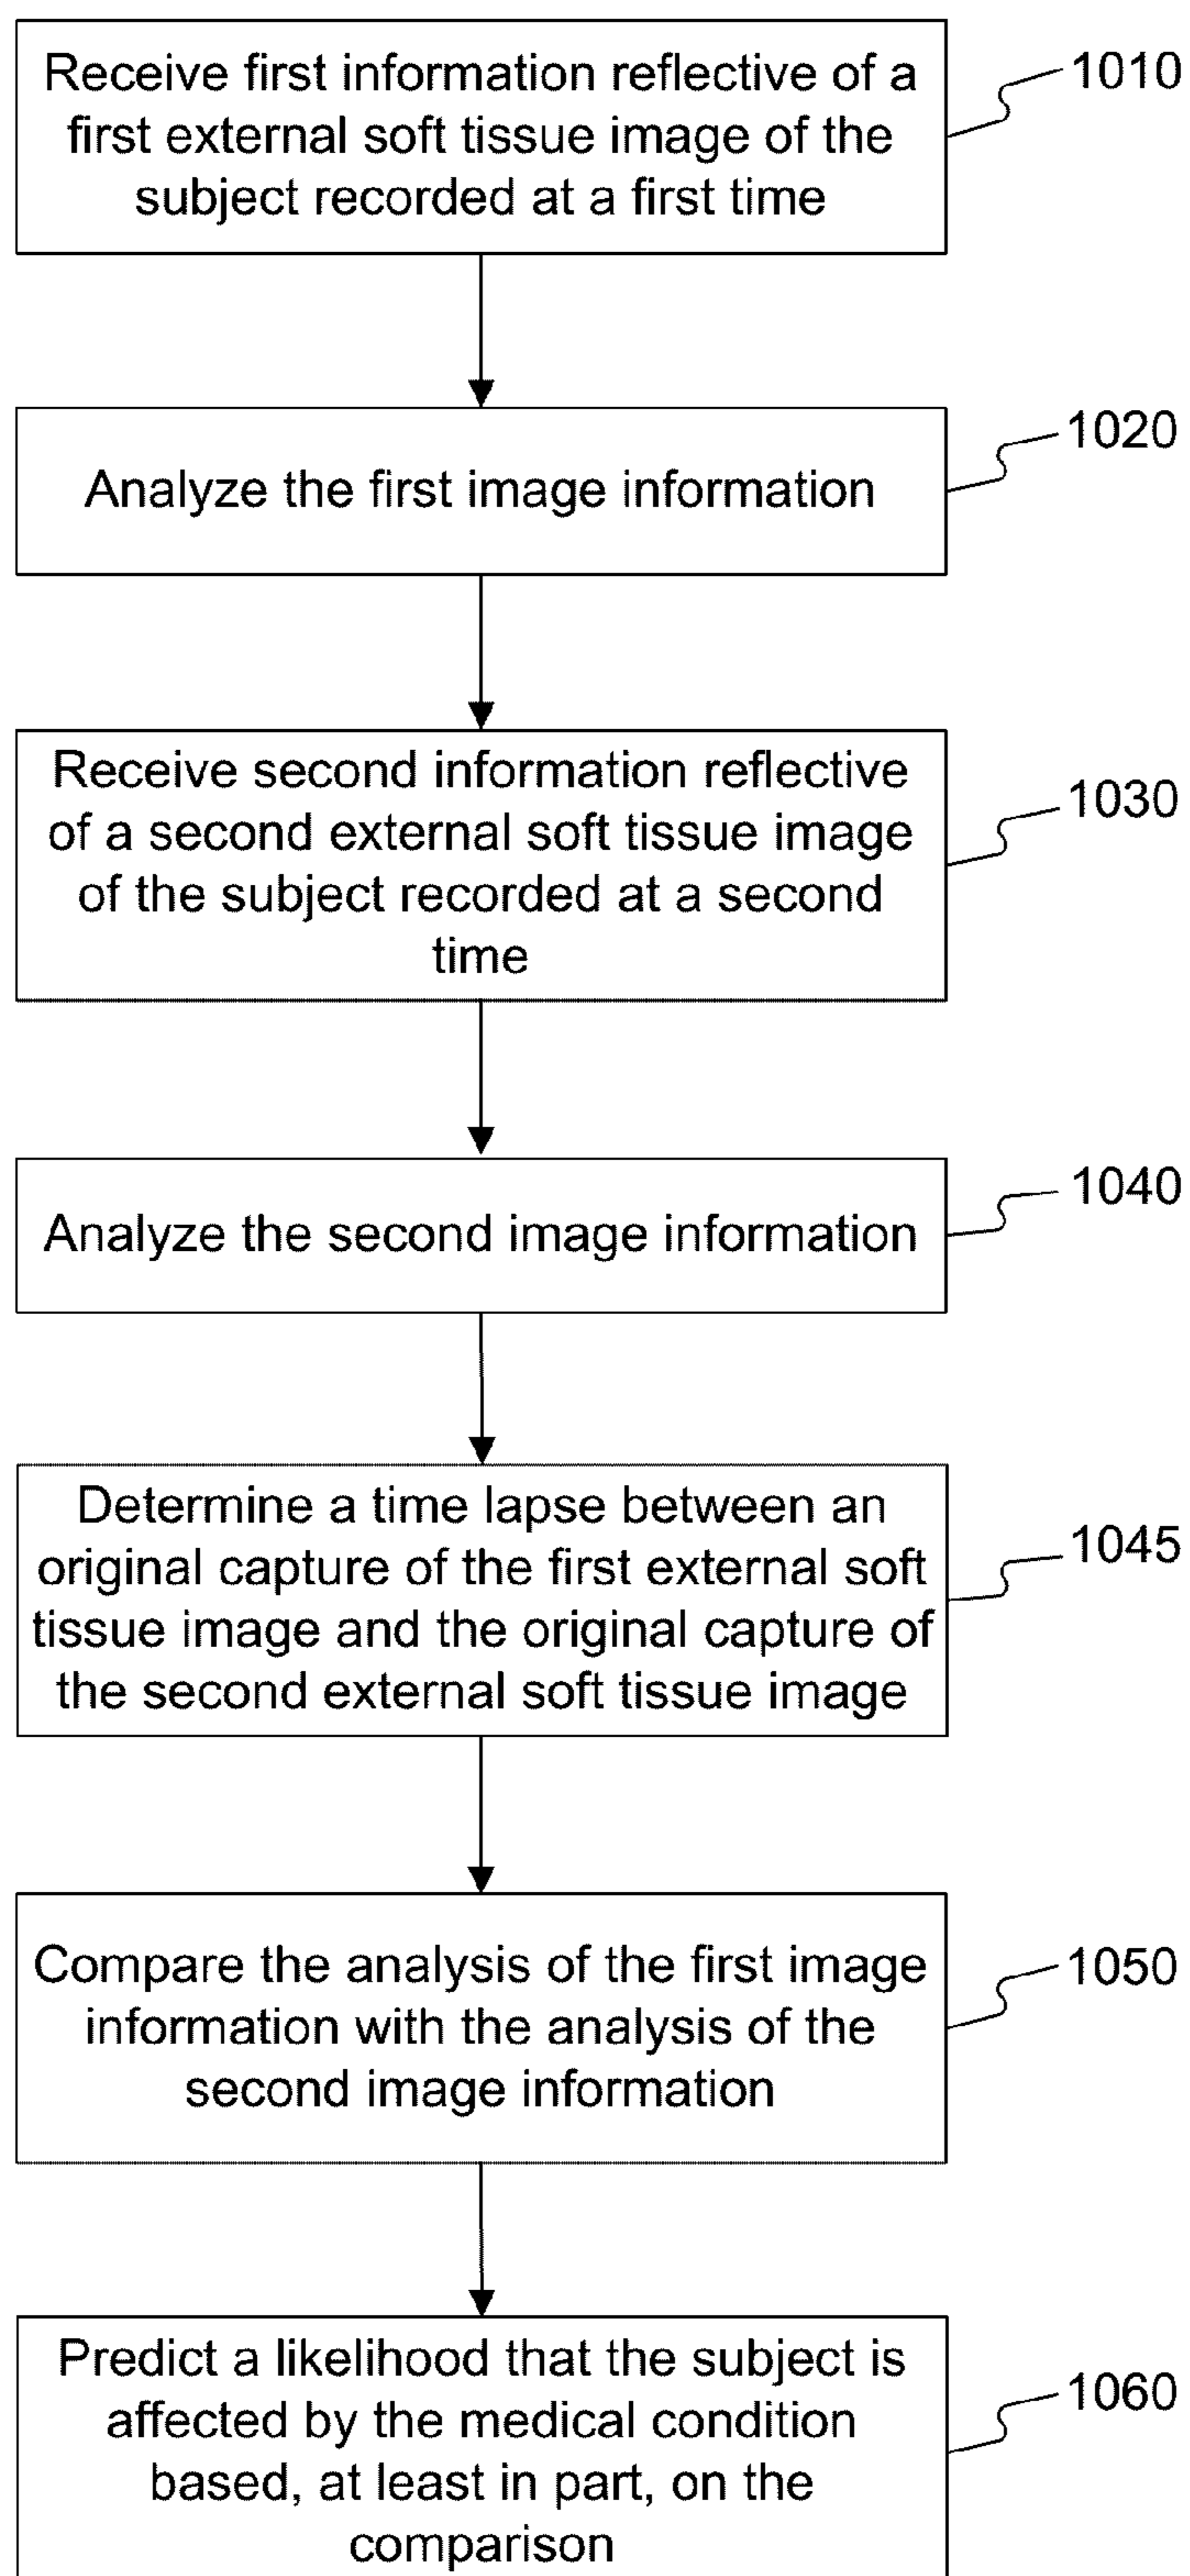 Receive first information reflective of a
first external soft tissue image of the
subject recorded at a first time
1010
Analyze the first image information
1020
Receive second information reflective
of a second external soft tissue image
of the subject recorded at a second
time
1030
Analyze the second image information
1040
Determine a time lapse between an
original capture of the first external soft
tissue image and the original capture of
the second external soft tissue image
1045
Compare the analysis of the first image
information with the analysis of the
second image information
1050
Predict a likelihood that the subject is
affected by the medical condition
based, at least in part, on the
comparison
1060